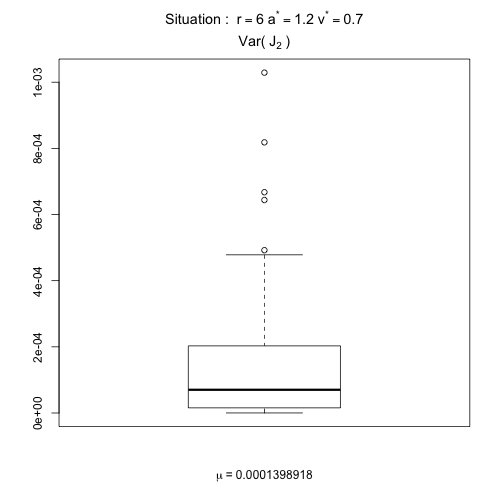 Situation : r = 6 a* = 1.2 v* = 0.7
Var( J₂ )
1e-03
8e-04
6e-04
4e-04
2e-04
0e+00
μ = 0.0001398918